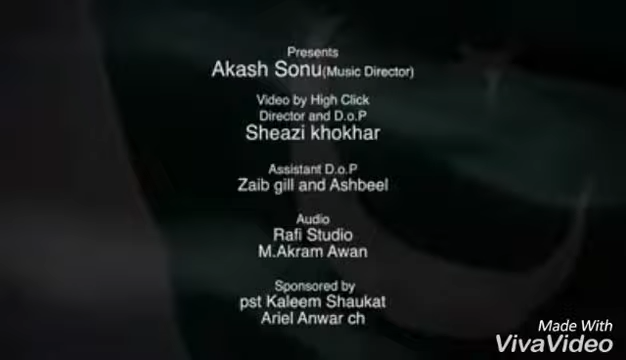 Presents
Akash Sonu(Music Director)
Video by High Click
Director and D.o.P
Sheazi khokhar
Assistant D.o.P
Zaib gill and Ashbeel
Audio
Rafi Studio
M.Akram Awan
Sponsored by
pst Kaleem Shaukat
Ariel Anwar ch
Made With
VivaVideo